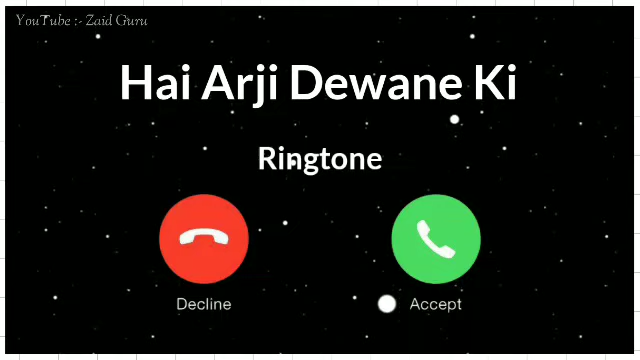 YouTube :- Zaid Guru
Hai Arji Dewane Ki
Ringtone
Decline
Accept